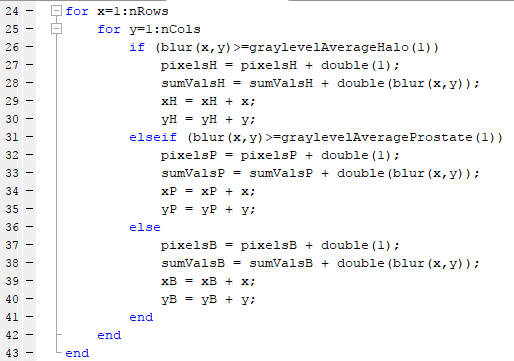 24 for x=1:nRows
25 for y=1:nCols
26 if (blur(x,y)>=graylevelAverageHalo(1))
27 pixelsH = pixelsH + double(1);
28 sumValsH = sumValsH + double(blur(x,y));
29 xH = xH + x;
30 yH = yH + y;
31 elseif (blur(x,y)>=graylevelAverageProstate(1))
32 pixelsP = pixelsP + double(1);
33 sumValsP = sumValsP + double(blur(x,y));
34 xP = xP + x;
35 yP = yP + y;
36 else
37 pixelsB = pixelsB + double(1);
38 sumValsB = sumValsB + double(blur(x,y));
39 xB = xB + x;
40 yB = yB + y;
41 end
42 end
43 end